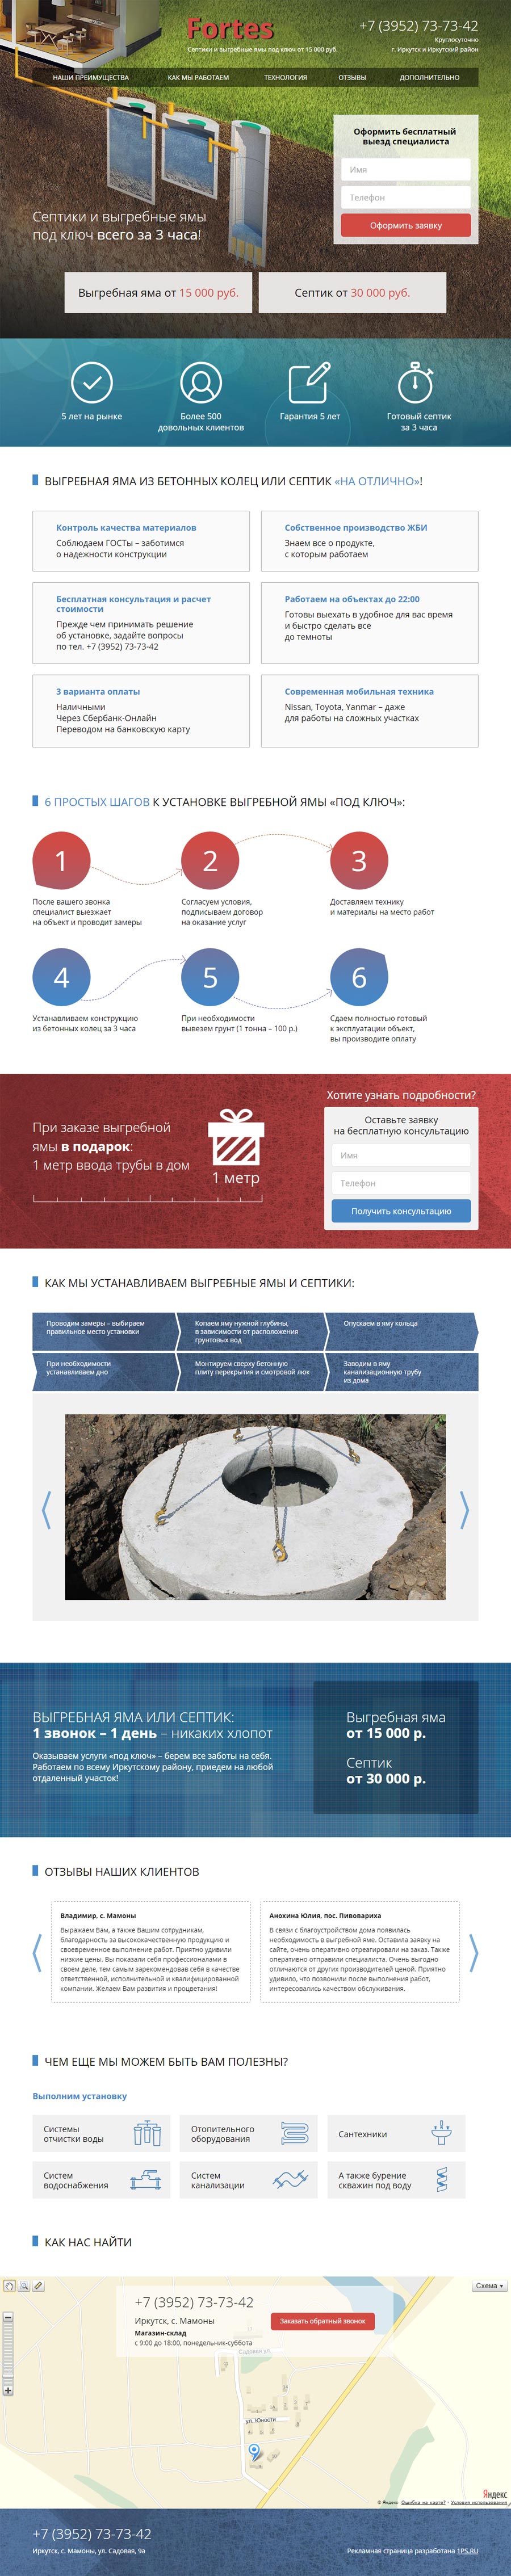 Fortes
Септики и выгребные ямы под ключ от 15 000 руб.
+7 (3952) 73-73-42
Круглосуточно
г. Иркутск и Иркутский район
НАШИ ПРЕИМУЩЕСТВА
КАК МЫ РАБОТАЕМ
ТЕХНОЛОГИЯ
ОТЗЫВЫ
ДОПОЛНИТЕЛЬНО
Оформить бесплатный
выезд специалиста
Имя
Телефон
Оформить заявку
Септики и выгребные ямы
под ключ всего за 3 часа!
Выгребная яма от 15 000 руб.
Септик от 30 000 руб.
5 лет на рынке
Более 500
довольных клиентов
Гарантия 5 лет
Готовый септик
за 3 часа
ВЫГРЕБНАЯ ЯМА ИЗ БЕТОННЫХ КОЛЕЦ ИЛИ СЕПТИК «НА ОТЛИЧНО»!
Контроль качества материалов
Соблюдаем ГОСТы – заботимся
о надежности конструкции
Собственное производство ЖБИ
Знаем все о продукте,
с которым работаем
Бесплатная консультация и расчет
стоимости
Прежде чем принимать решение
об установке, задайте вопросы
по тел. +7 (3952) 73-73-42
Работаем на объектах до 22:00
Готовы выехать в удобное для вас время
и быстро сделать все
до темноты
3 варианта оплаты
Наличными
Через Сбербанк-Онлайн
Переводом на банковскую карту
Современная мобильная техника
Nissan, Toyota, Yanmar – даже
для работы на сложных участках
6 ПРОСТЫХ ШАГОВ К УСТАНОВКЕ ВЫГРЕБНОЙ ЯМЫ «ПОД КЛЮЧ»:
1
2
3
После вашего звонка
специалист выезжает
на объект и проводит замеры
Согласуем условия,
подписываем договор
на оказание услуг
Доставляем технику
и материалы на место работ
4
5
6
Устанавливаем конструкцию
из бетонных колец за 3 часа
При необходимости
вывезем грунт (1 тонна – 100 р.)
Сдаем полностью готовый
к эксплуатации объект,
вы производите оплату
При заказе выгребной
ямы в подарок:
1 метр ввода трубы в дом
1 метр
Хотите узнать подробности?
Оставьте заявку
на бесплатную консультацию
Имя
Телефон
Получить консультацию
КАК МЫ УСТАНАВЛИВАЕМ ВЫГРЕБНЫЕ ЯМЫ И СЕПТИКИ:
Проводим замеры – выбираем
правильное место установки
Копаем яму нужной глубины,
в зависимости от расположения
грунтовых вод
Опускаем в яму кольца
При необходимости
устанавливаем дно
Монтируем сверху бетонную
плиту перекрытия и смотровой люк
Заводим в яму
канализационную трубу
из дома
ВЫГРЕБНАЯ ЯМА ИЛИ СЕПТИК:
1 звонок – 1 день – никаких хлопот
Оказываем услуги «под ключ» – берем все заботы на себя.
Работаем по всему Иркутскому району, приедем на любой
отдаленный участок!
Выгребная яма
от 15 000 р.
Септик
от 30 000 р.
ОТЗЫВЫ НАШИХ КЛИЕНТОВ
Владимир, с. Мамоны
Выражаем Вам, а также Вашим сотрудникам,
благодарность за высококачественную продукцию и
своевременное выполнение работ. Приятно удивили
низкие цены. Вы показали себя профессионалами в
своем деле, тем самым зарекомендовав себя в качестве
ответственной, исполнительной и квалифицированной
компании. Желаем Вам развития и процветания!
Анохина Юлия, пос. Пивовариха
В связи с благоустройством дома появилась
необходимость в выгребной яме. Оставила заявку на
сайте, очень оперативно отреагировали на заказ. Также
оперативно отправили специалиста. Очень выгодно
отличаются от других производителей ценой. Приятно
удивило, что позвонили после выполнения работ,
интересовались качеством обслуживания.
ЧЕМ ЕЩЕ МЫ МОЖЕМ БЫТЬ ВАМ ПОЛЕЗНЫ?
Выполним установку
Системы
отчистки воды
Отопительного
оборудования
Сантехники
Систем
водоснабжения
Систем
канализации
А также бурение
скважин под воду
КАК НАС НАЙТИ
Схема
+7 (3952) 73-73-42
Иркутск, с. Мамоны
Магазин-склад
с 9:00 до 18:00, понедельник-суббота
Заказать обратный звонок
Садовая ул.
ул. Юности
Яндекс
© Яндекс Ошибка на карте? · Условия использования
+7 (3952) 73-73-42
Иркутск, с. Мамоны, ул. Садовая, 9а
Рекламная страница разработана 1PS.RU